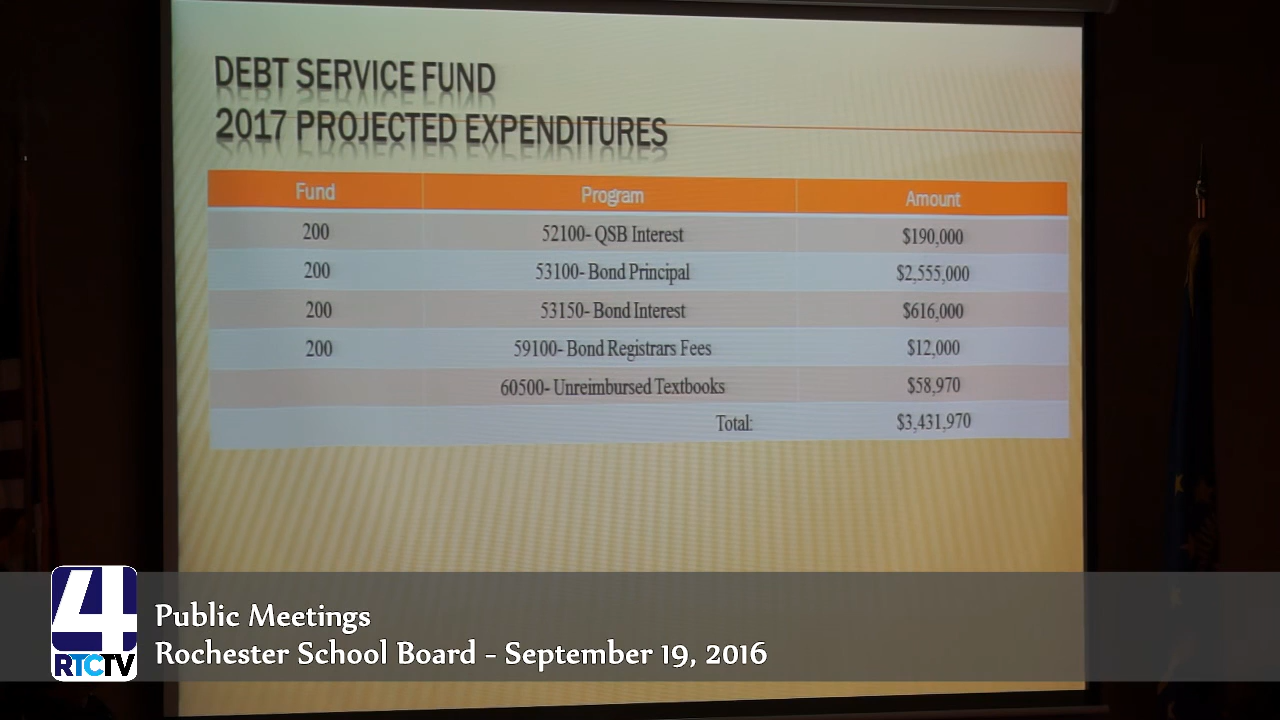 DEBT SERVICE FUND
2017 PROJECTED EXPENDITURES
Fund Program Amount
200 52100- QSB Interest $190,000
200 53100- Bond Principal $2,555,000
200 53150- Bond Interest $616,000
200 59100- Bond Registrars Fees $12,000
60500- Unreimbursed Textbooks $58,970
Total: $3,431,970
4
RTCTV
Public Meetings
Rochester School Board - September 19, 2016